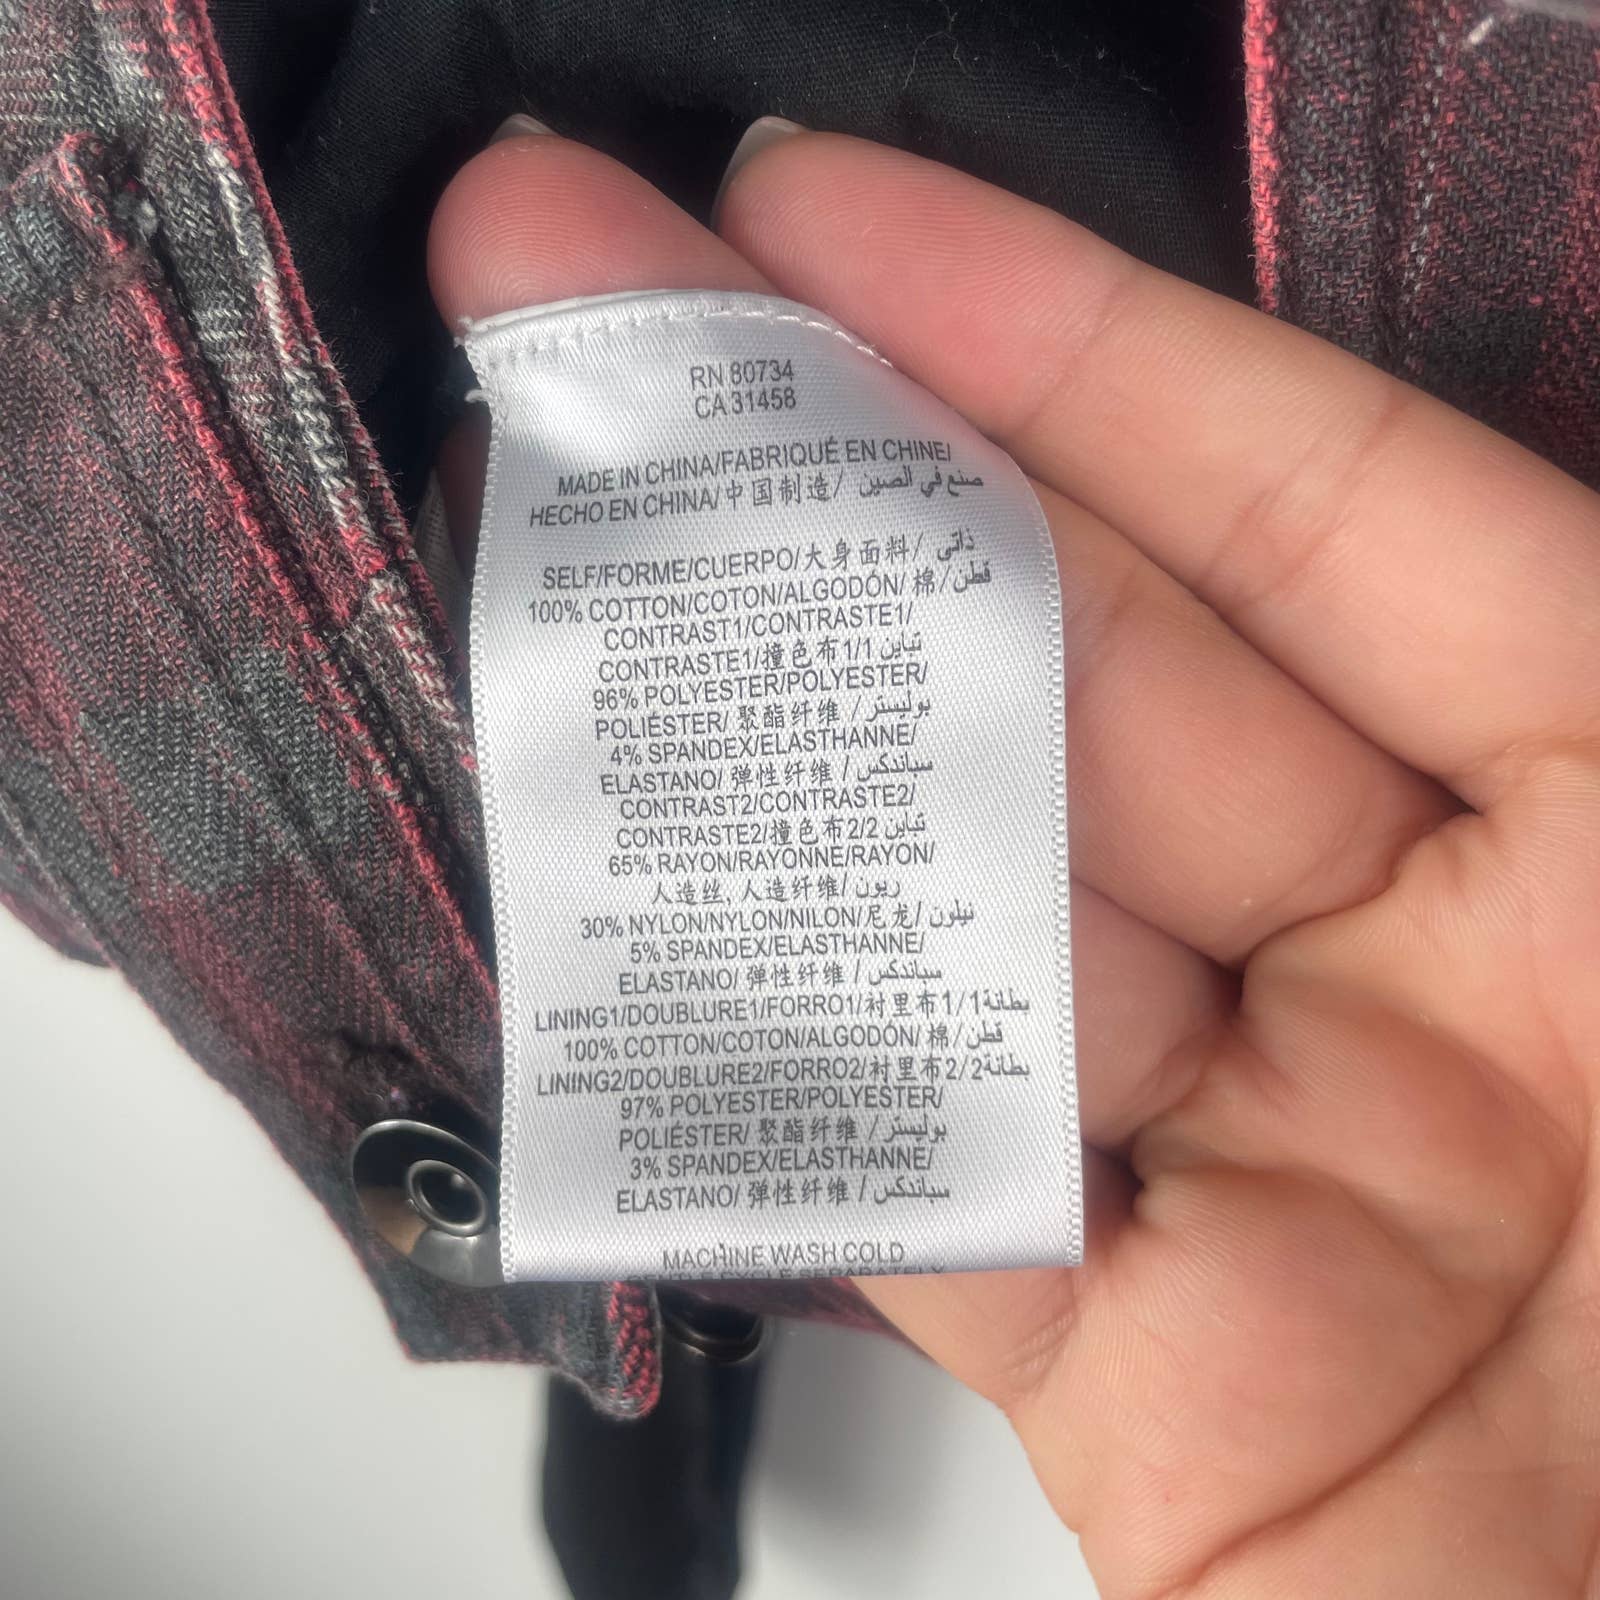 RN 80734
CA 31458
MADE IN CHINA/FABRIQUÉ EN CHINE/
HECHO EN CHINA/中国制造/ صنع في الصين
SELF/FORME/CUERPO/大身面料/ ذاتي
100% COTTON/COTON/ALGODÓN/棉/قطن
CONTRAST1/CONTRASTE1/
CONTRASTE1/撞色布1/1 تباين
96% POLYESTER/POLYESTER/
POLIÉSTER/ 聚酯纤维 /بوليستر
4% SPANDEX/ELASTHANNE/
ELASTANO/ 弹性纤维 /سباندكس
CONTRAST2/CONTRASTE2/
CONTRASTE2/撞色布2/2 تباين
65% RAYON/RAYONNE/RAYON/
人造丝, 人造纤维/ ريون
30% NYLON/NYLON/NILON/尼龙/نيلون
5% SPANDEX/ELASTHANNE/
ELASTANO/ 弹性纤维 /سباندكس
LINING1/DOUBLURE1/FORRO1/衬里布1/1بطانة
100% COTTON/COTON/ALGODÓN/ 棉/قطن
LINING2/DOUBLURE2/FORRO2/衬里布2/2بطانة
97% POLYESTER/POLYESTER/
POLIÉSTER/ 聚酯纤维 /بوليستر
3% SPANDEX/ELASTHANNE/
ELASTANO/ 弹性纤维 /سباندكس
MACHINE WASH COLD
CYCLE SEPARATELY